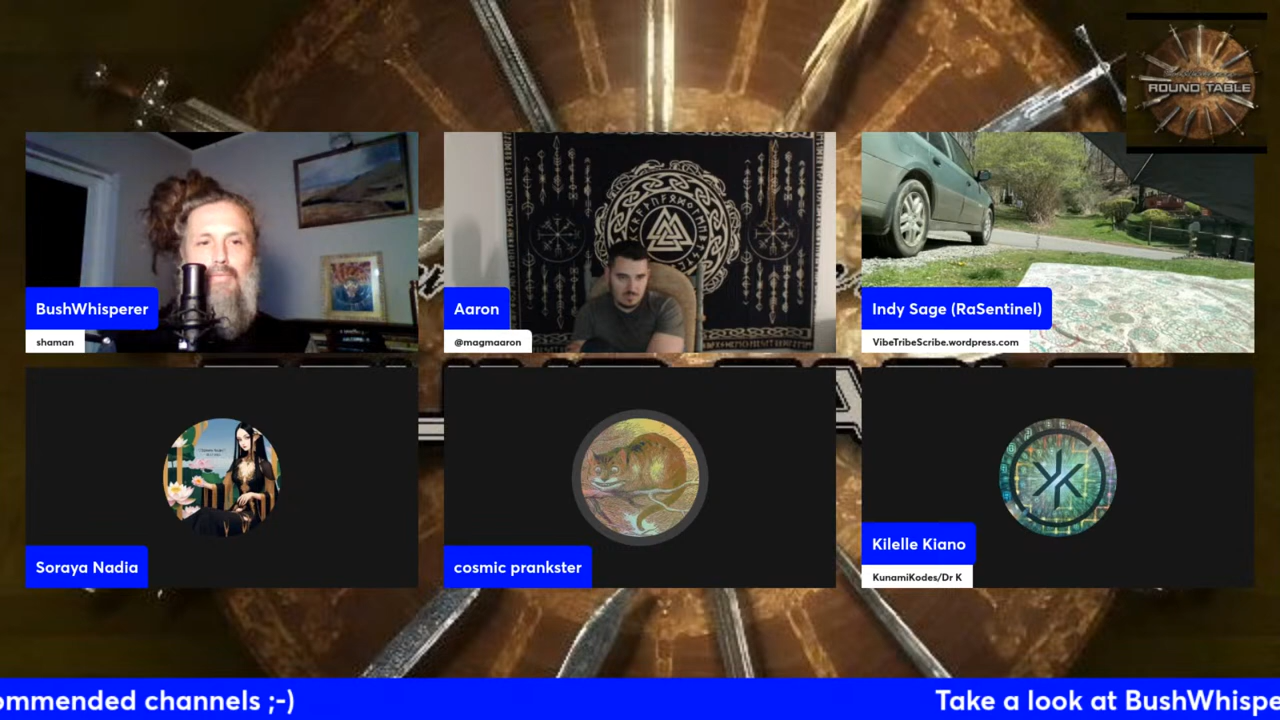 ROUND TABLE
BushWhisperer
shaman
Aaron
@magmaaron
Indy Sage (RaSentinel)
VibeTribeScribe.wordpress.com
Soraya Nadia
cosmic prankster
Kilelle Kiano
KunamiKodes/Dr K
ommended channels ;-)
Take a look at BushWhispe